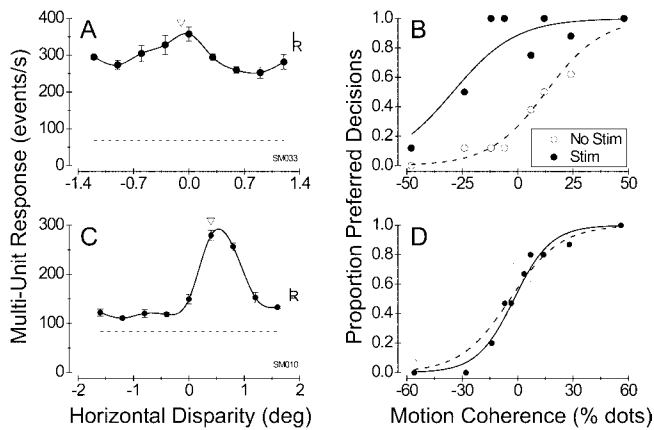 Multi-Unit Response (events/s)
A
400
300
200
100
0
-1.4
-0.7
0.0
0.7
1.4
L
R
SM033
C
300
200
100
0
-2
-1
0
1
2
L
R
SM010
Horizontal Disparity (deg)
Proportion Preferred Decisions
B
1.0
0.8
0.6
0.4
0.2
0.0
-50
-25
0
25
50
No Stim
Stim
D
1.0
0.8
0.6
0.4
0.2
0.0
-60
-30
0
30
60
Motion Coherence (% dots)